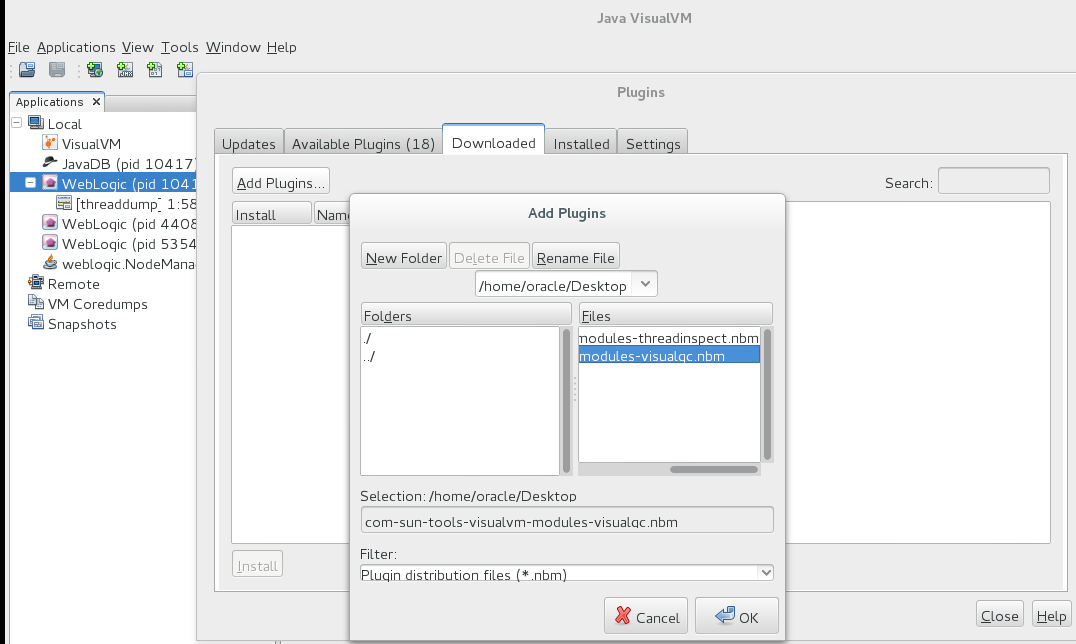 Java VisualVM
File Applications View Tools Window Help
Applications ×
Local
VisualVM
JavaDB (pid 10417
WebLogic (pid 1041
[threaddump] 1:58
WebLogic (pid 4408
WebLogic (pid 5354
weblogic.NodeMana
Remote
VM Coredumps
Snapshots
Plugins
Updates Available Plugins (18) Downloaded Installed Settings
Add Plugins... Search:
Install Name
Add Plugins
New Folder Delete File Rename File
/home/oracle/Desktop
Folders Files
./
../
modules-threadinspect.nbm
modules-visualgc.nbm
Selection: /home/oracle/Desktop
com-sun-tools-visualvm-modules-visualgc.nbm
Filter:
Plugin distribution files (*.nbm)
Cancel OK
Install
Close Help